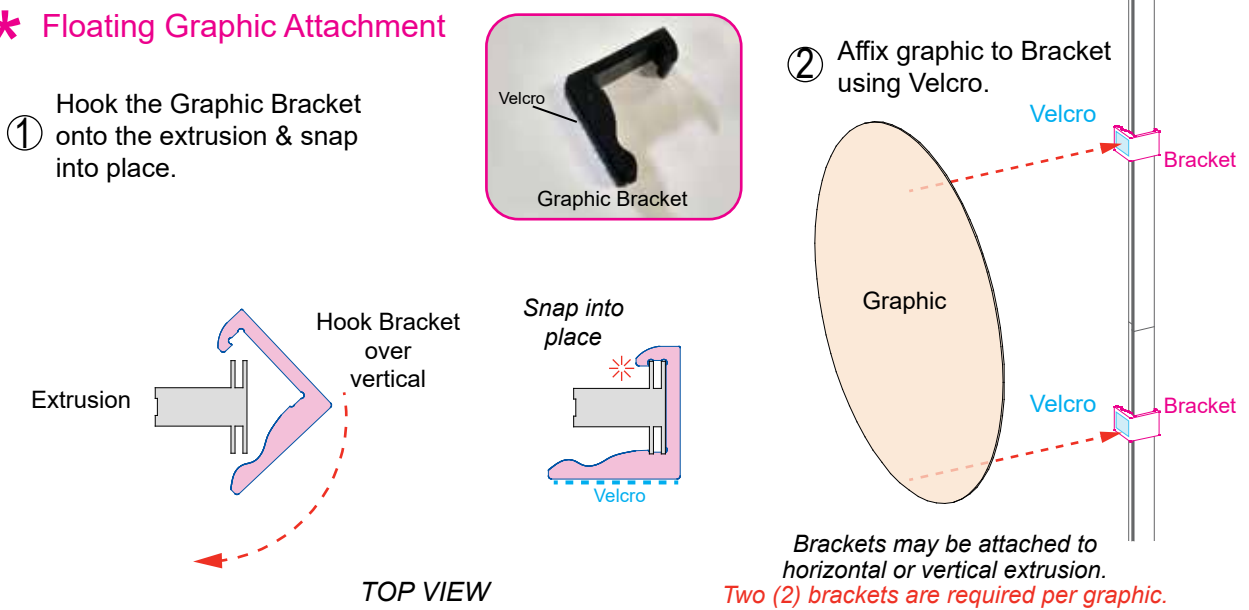 * Floating Graphic Attachment
1 Hook the Graphic Bracket
onto the extrusion & snap
into place.
Velcro
Graphic Bracket
2 Affix graphic to Bracket
using Velcro.
Velcro
Bracket
Graphic
Velcro
Bracket
Extrusion
Hook Bracket
over
vertical
Snap into
place
Velcro
TOP VIEW
Brackets may be attached to
horizontal or vertical extrusion.
Two (2) brackets are required per graphic.